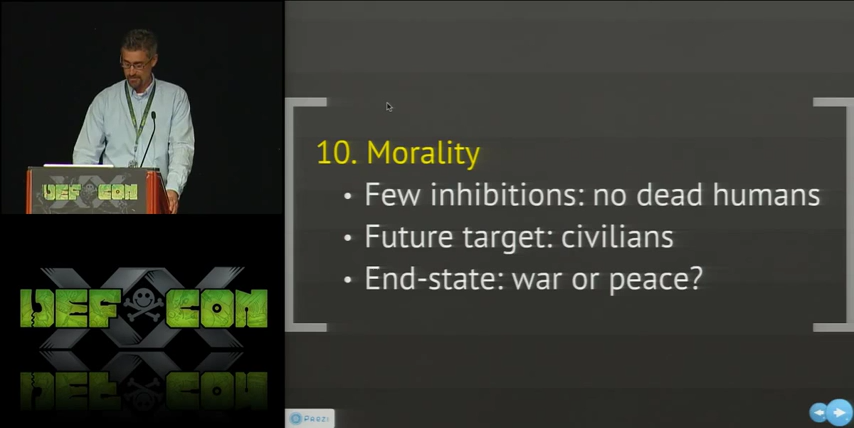 10. Morality
• Few inhibitions: no dead humans
• Future target: civilians
• End-state: war or peace?
DEF CON
DEF CON
XX
Prezi